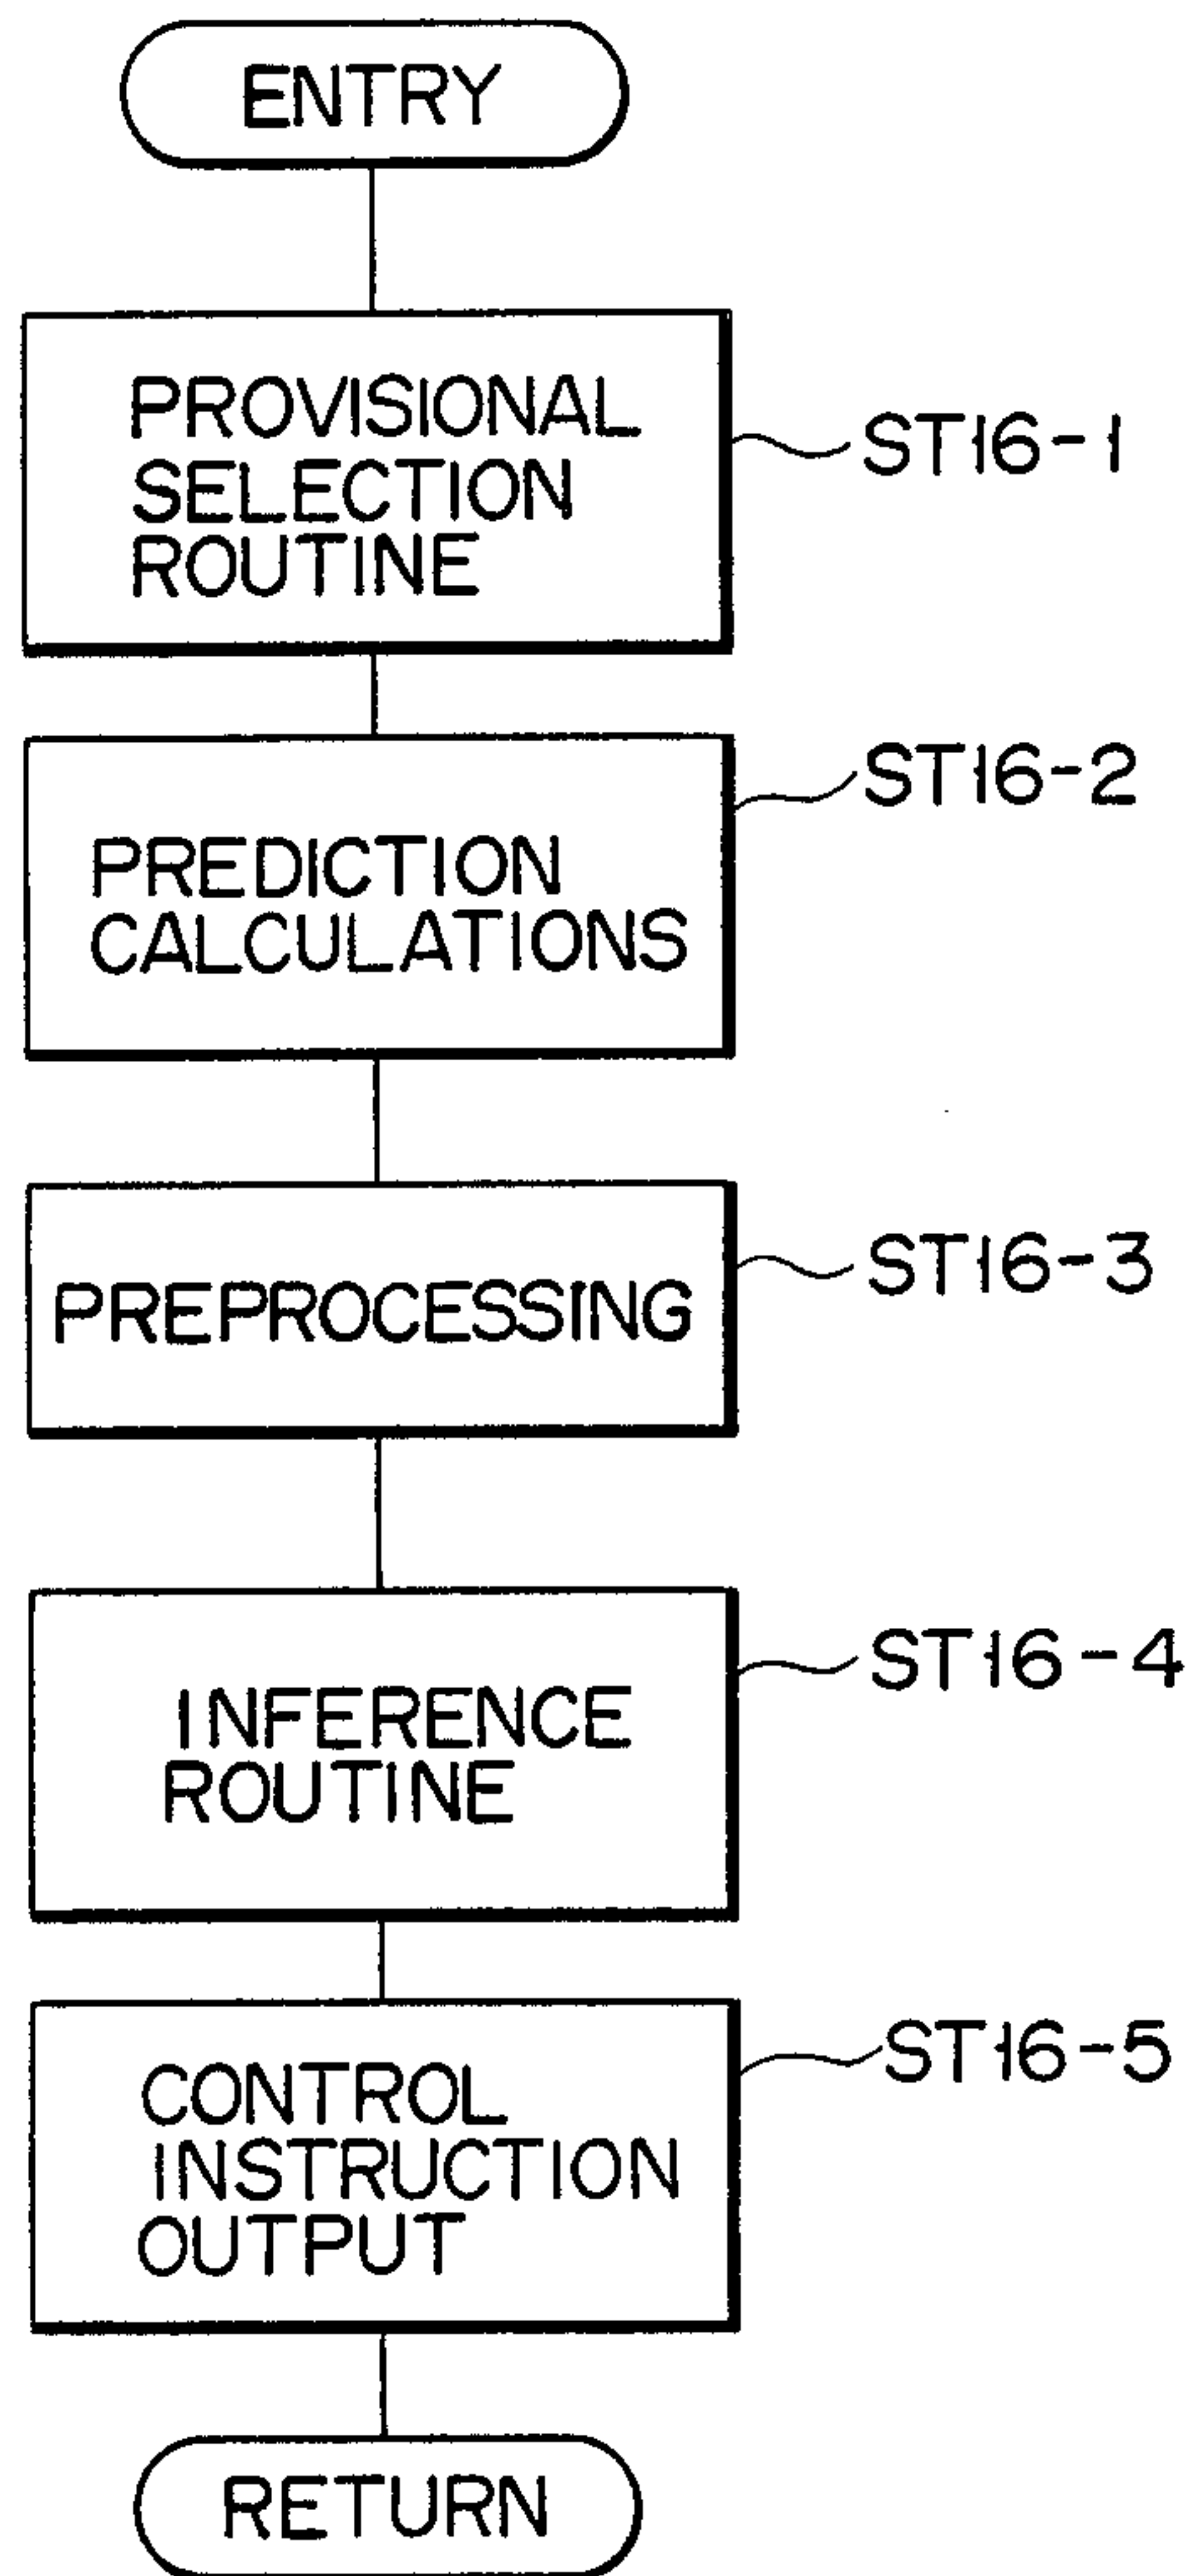 ENTRY
PROVISIONAL
SELECTION
ROUTINE
ST16-1
PREDICTION
CALCULATIONS
ST16-2
PREPROCESSING
ST16-3
INFERENCE
ROUTINE
ST16-4
CONTROL
INSTRUCTION
OUTPUT
ST16-5
RETURN